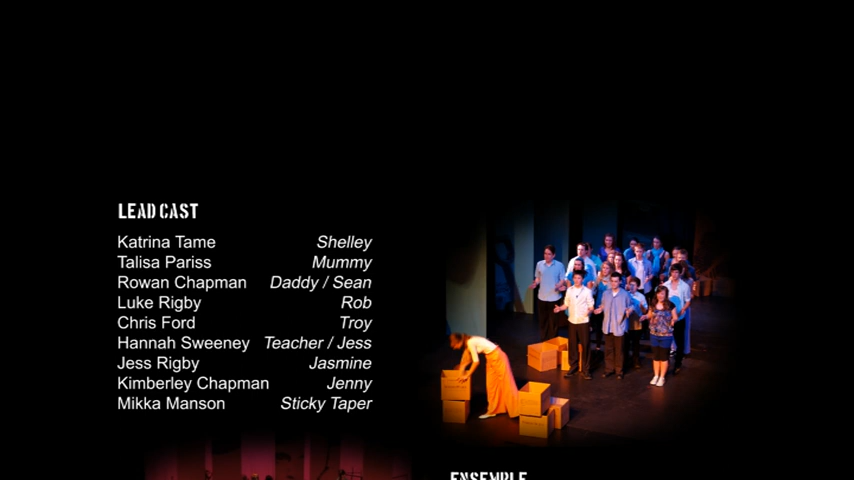 LEAD CAST
Katrina Tame Shelley
Talisa Pariss Mummy
Rowan Chapman Daddy / Sean
Luke Rigby Rob
Chris Ford Troy
Hannah Sweeney Teacher / Jess
Jess Rigby Jasmine
Kimberley Chapman Jenny
Mikka Manson Sticky Taper
ENSEMBLE